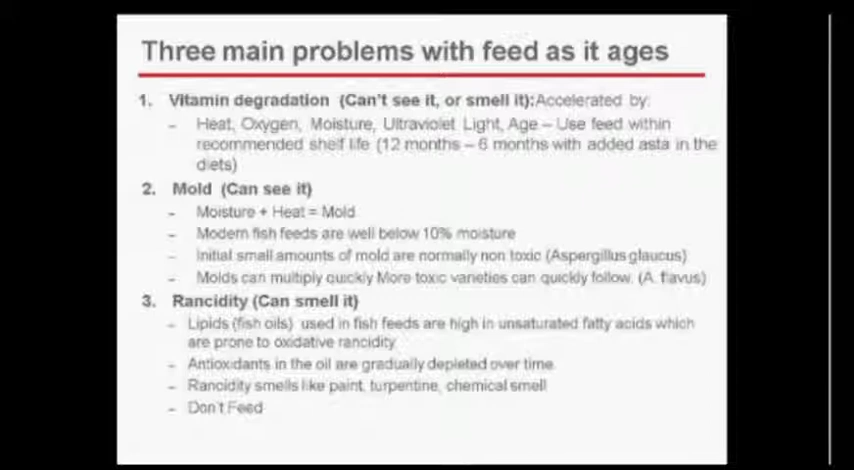 Three main problems with feed as it ages
1. Vitamin degradation (Can't see it, or smell it):Accelerated by:
- Heat, Oxygen, Moisture, Ultraviolet Light, Age – Use feed within
recommended shelf life (12 months – 6 months with added asta in the
diets)
2. Mold (Can see it)
- Moisture + Heat = Mold
- Modern fish feeds are well below 10% moisture
- Initial small amounts of mold are normally non toxic (Aspergillus glaucus)
- Molds can multiply quickly More toxic varieties can quickly follow. (A. flavus)
3. Rancidity (Can smell it)
- Lipids (fish oils) used in fish feeds are high in unsaturated fatty acids which
are prone to oxidative rancidity
- Antioxidants in the oil are gradually depleted over time.
- Rancidity smells like paint, turpentine, chemical smell
- Don't Feed